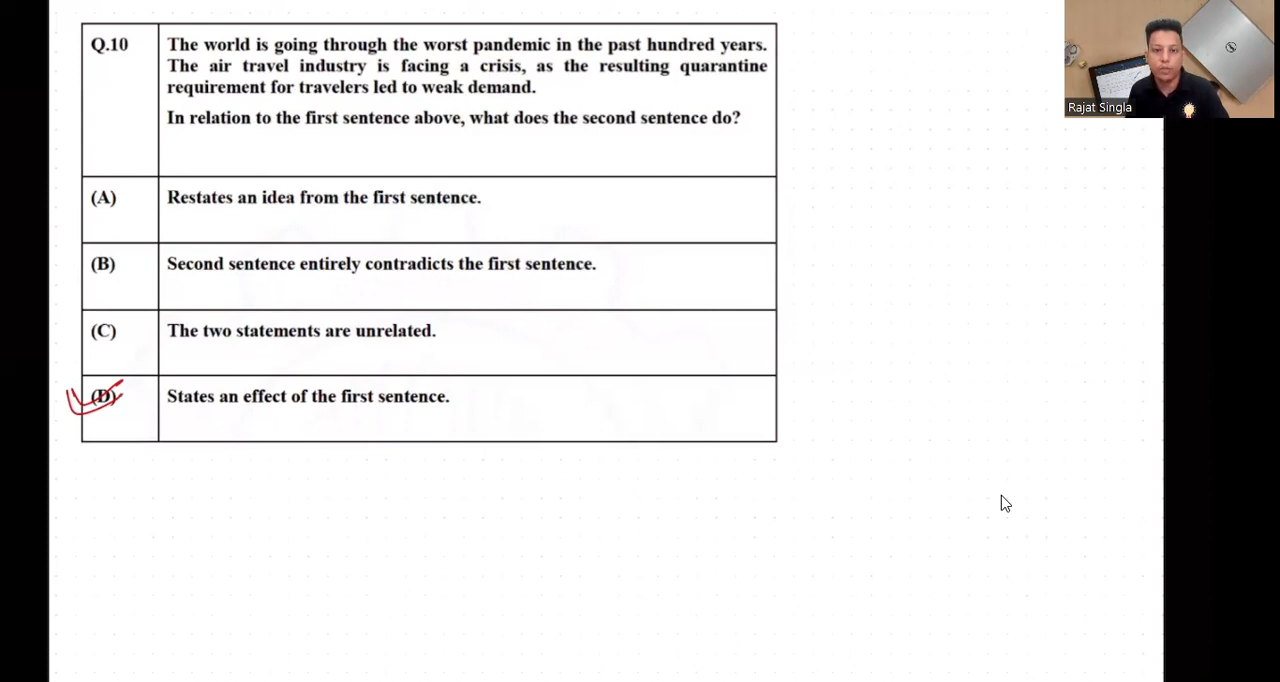 Q.10
The world is going through the worst pandemic in the past hundred years.
The air travel industry is facing a crisis, as the resulting quarantine
requirement for travelers led to weak demand.
In relation to the first sentence above, what does the second sentence do?
(A) Restates an idea from the first sentence.
(B) Second sentence entirely contradicts the first sentence.
(C) The two statements are unrelated.
(D) States an effect of the first sentence.
Rajat Singla